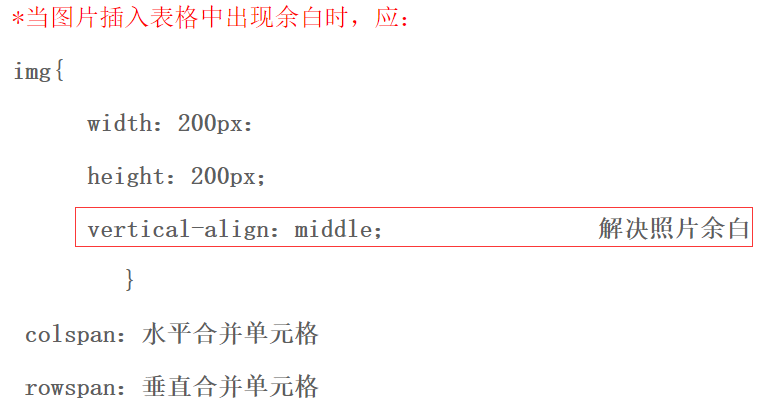 *当图片插入表格中出现余白时，应：
img{
width：200px：
height：200px；
vertical-align：middle； 解决照片余白
}
colspan：水平合并单元格
rowspan：垂直合并单元格